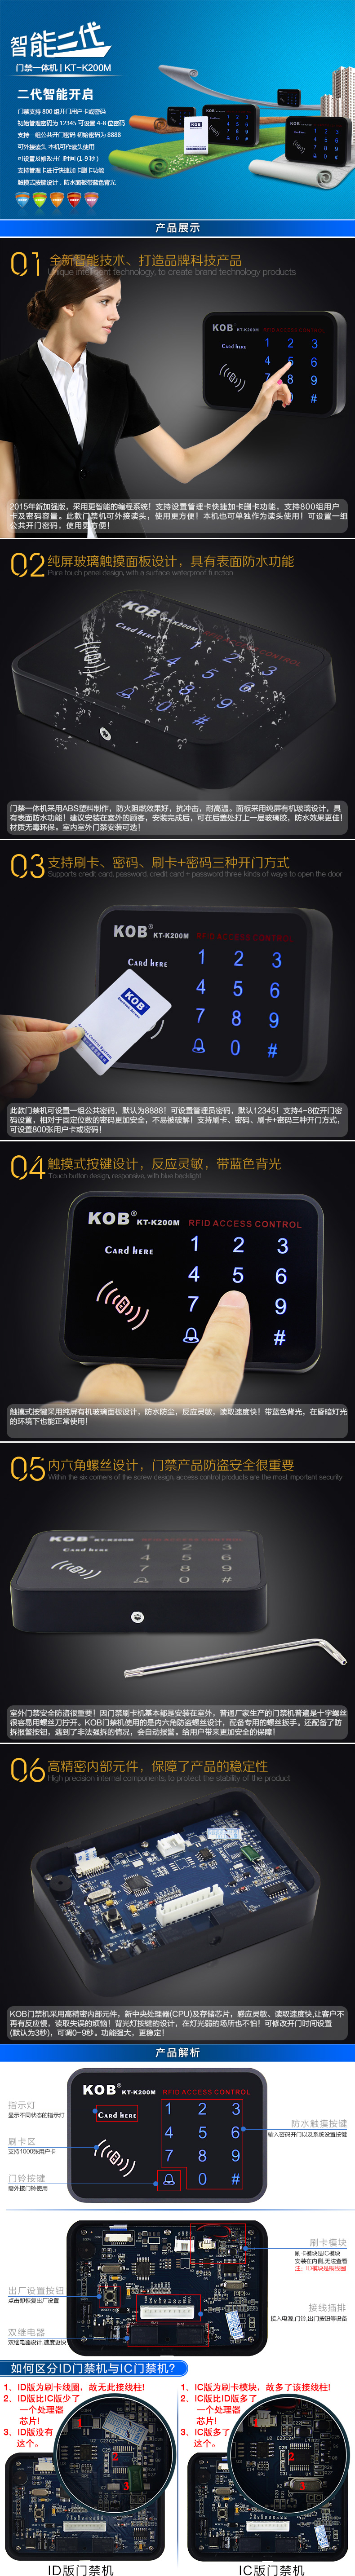 智能二代
门禁一体机 | KT-K200M
二代智能开启
门禁支持 800 组开门用户卡或密码
初始管理密码为 12345 可设置 4-8 位密码
支持一组公共开门密码 初始密码为 8888
可外接读头 本机可作读头使用
可设置及修改开门时间 (1-9 秒 )
支持管理卡进行快捷加卡删卡功能
触摸式按键设计，防水面板带蓝色背光
产品展示
01 全新智能技术、打造品牌科技产品
Unique intelligent technology, to create brand technology products
KOB KT-K200M RFID ACCESS CONTROL
Card here
2015年新加强版，采用更智能的编程系统！支持设置管理卡快捷加卡删卡功能，支持800组用户
卡及密码容量。此款门禁机可外接读头，使用更方便！本机也可单独作为读头使用！可设置一组
公共开门密码，使用更方便！
02 纯屏玻璃触摸面板设计，具有表面防水功能
Pure touch panel design, with a surface waterproof function
KOB
RFID ACCESS CONTROL
Card here
门禁一体机采用ABS塑料制作，防火阻燃效果好，抗冲击，耐高温。面板采用纯屏有机玻璃设计，具
有表面防水功能！建议安装在室外的顾客，安装完成后，可在后盖处打上一层玻璃胶，防水效果更佳！
材质无毒环保。室内室外门禁安装可选！
03 支持刷卡、密码、刷卡+密码三种开门方式
Supports credit card, password, credit card + password three kinds of ways to open the door
KOB® KT-K200M RFID ACCESS CONTROL
Card here
1 2 3
4 5 6
7 8 9
0 #
KOB
此款门禁机可设置一组公共密码，默认为8888！可设置管理员密码，默认12345！支持4-8位开门密
码设置，相对于固定位数的密码更加安全，不易被破解！支持刷卡、密码、刷卡+密码三种开门方式，
可设置800张用户卡或密码！
04 触摸式按键设计，反应灵敏，带蓝色背光
Touch button design, responsive, with blue backlight
KOB® KT-K200M RFID ACCESS CONTROL
Card here
1 2 3
4 5 6
7 9
#
触摸式按键采用纯屏有机玻璃面板设计，防水防尘，反应灵敏，读取速度快！带蓝色背光，在昏暗灯光
的环境下也能正常使用！
05 内六角螺丝设计，门禁产品防盗安全很重要
Within the six corners of the screw design, access control products are the most important security
KOB KT-K200M RFID ACCESS CONTROL
Card here
1 2 3
4 5 6
7 8 9
0 #
室外门禁安全防盗很重要！因门禁刷卡机基本都是安装在室外，普通厂家生产的门禁机普遍是十字螺丝
很容易用螺丝刀拧开。KOB门禁机使用的是内六角防盗螺丝设计，配备专用的螺丝扳手。还配备了防
拆报警按钮，遇到了非法强拆的情况，会自动报警。给用户带来更加安全的保障！
06 高精密内部元件，保障了产品的稳定性
High precision internal components, to protect the stability of the product
KOB门禁机采用高精密内部元件，新中央处理器(CPU)及存储芯片，感应灵敏、读取速度快,让客户不
再有反应慢，读取失误的烦恼！背光灯按键的设计，在灯光弱的场所也不怕！可修改开门时间设置
(默认为3秒)，可调0-9秒。功能强大，更稳定！
产品解析
KOB® KT-K200M RFID ACCESS CONTROL
Card here
1 2 3
4 5 6
7 8 9
0 #
指示灯
显示不同状态的指示灯
刷卡区
支持1000张用户卡
门铃按键
需外接门铃使用
防水触摸按键
输入密码开门以及系统设置按键
刷卡模块
刷卡模块是IC模块
安装在内侧,无法查看
注：ID模块是铜线圈
出厂设置按钮
点击即恢复出厂设置
接线插排
接入电源,门铃,出门按钮等设备
双继电器
双继电器设计,速度更快
如何区分ID门禁机与IC门禁机?
1、ID版为刷卡线圈，故无此接线柱!
2、ID版比IC版少了
一个处理器
芯片!
3、ID版没有
这个。
1、IC版为刷卡模块，故多了该接线柱!
2、IC版比ID版多了
一个处理器
芯片!
3、IC版多了
这个。
1
2
3
1
2
3
ID版门禁机
IC版门禁机